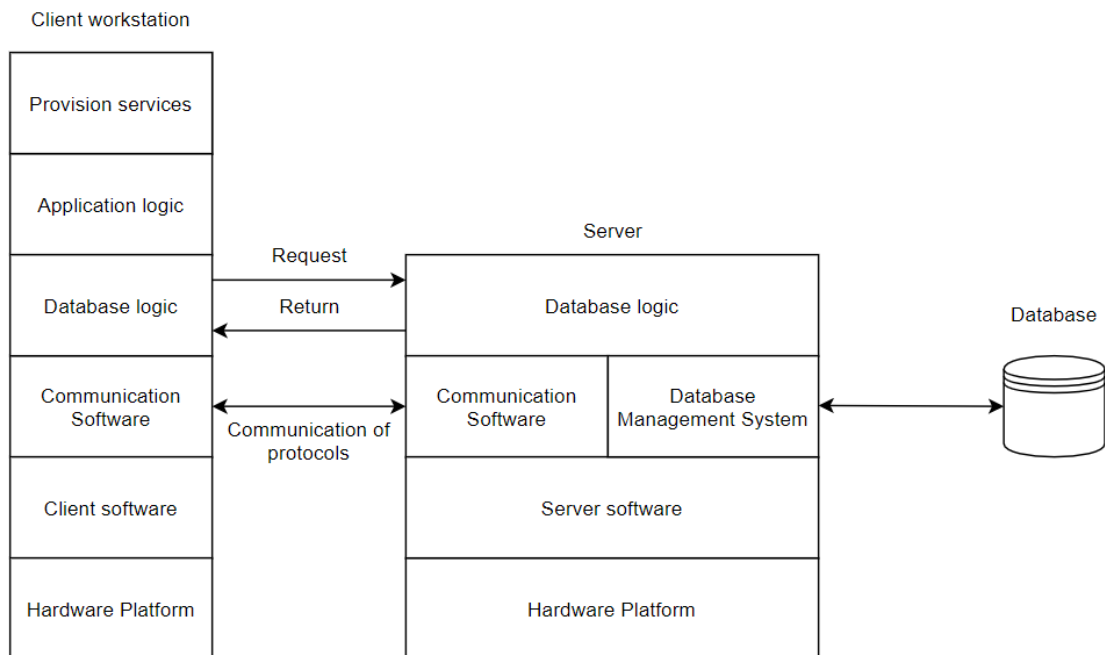 Client workstation
Provision services
Application logic
Server
Request
Database logic
Return
Database logic
Database
Communication
Software
Communication of
protocols
Communication
Software
Database
Management System
Client software
Server software
Hardware Platform
Hardware Platform